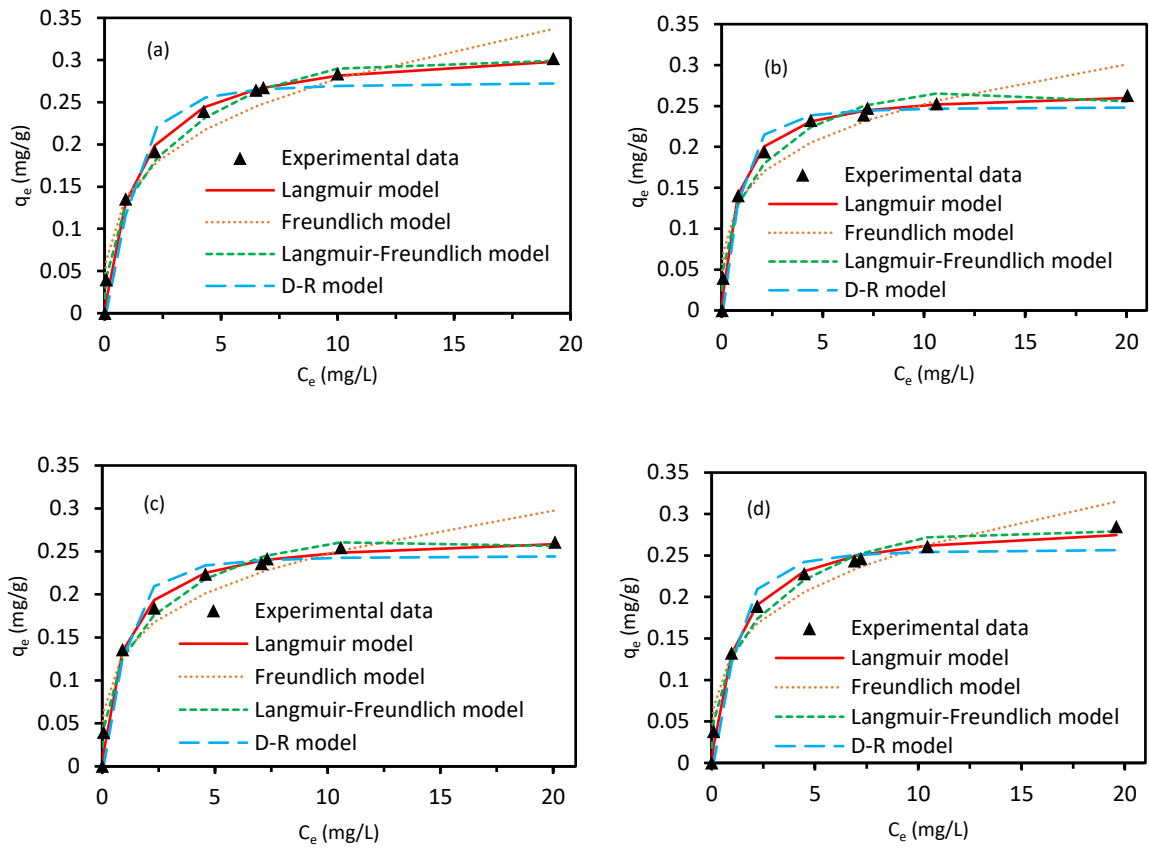 0.35
0.3
0.25
0.2
0.15
0.1
0.05
0
qₑ (mg/g)
(a)
Experimental data
Langmuir model
Freundlich model
Langmuir-Freundlich model
D-R model
0 5 10 15 20
Cₑ (mg/L)
0.35
0.3
0.25
0.2
0.15
0.1
0.05
0
qₑ (mg/g)
(b)
Experimental data
Langmuir model
Freundlich model
Langmuir-Freundlich model
D-R model
0 5 10 15 20
Cₑ (mg/L)
0.35
0.3
0.25
0.2
0.15
0.1
0.05
0
qₑ (mg/g)
(c)
Experimental data
Langmuir model
Freundlich model
Langmuir-Freundlich model
D-R model
0 5 10 15 20
Cₑ (mg/L)
0.35
0.3
0.25
0.2
0.15
0.1
0.05
0
qₑ (mg/g)
(d)
Experimental data
Langmuir model
Freundlich model
Langmuir-Freundlich model
D-R model
0 5 10 15 20
Cₑ (mg/L)